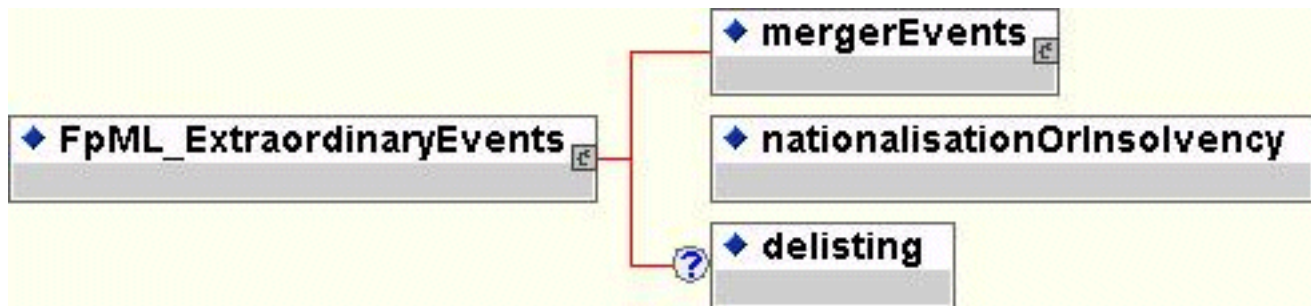 mergerEvents
FpML_ExtraordinaryEvents
nationalisationOrInsolvency
?
delisting